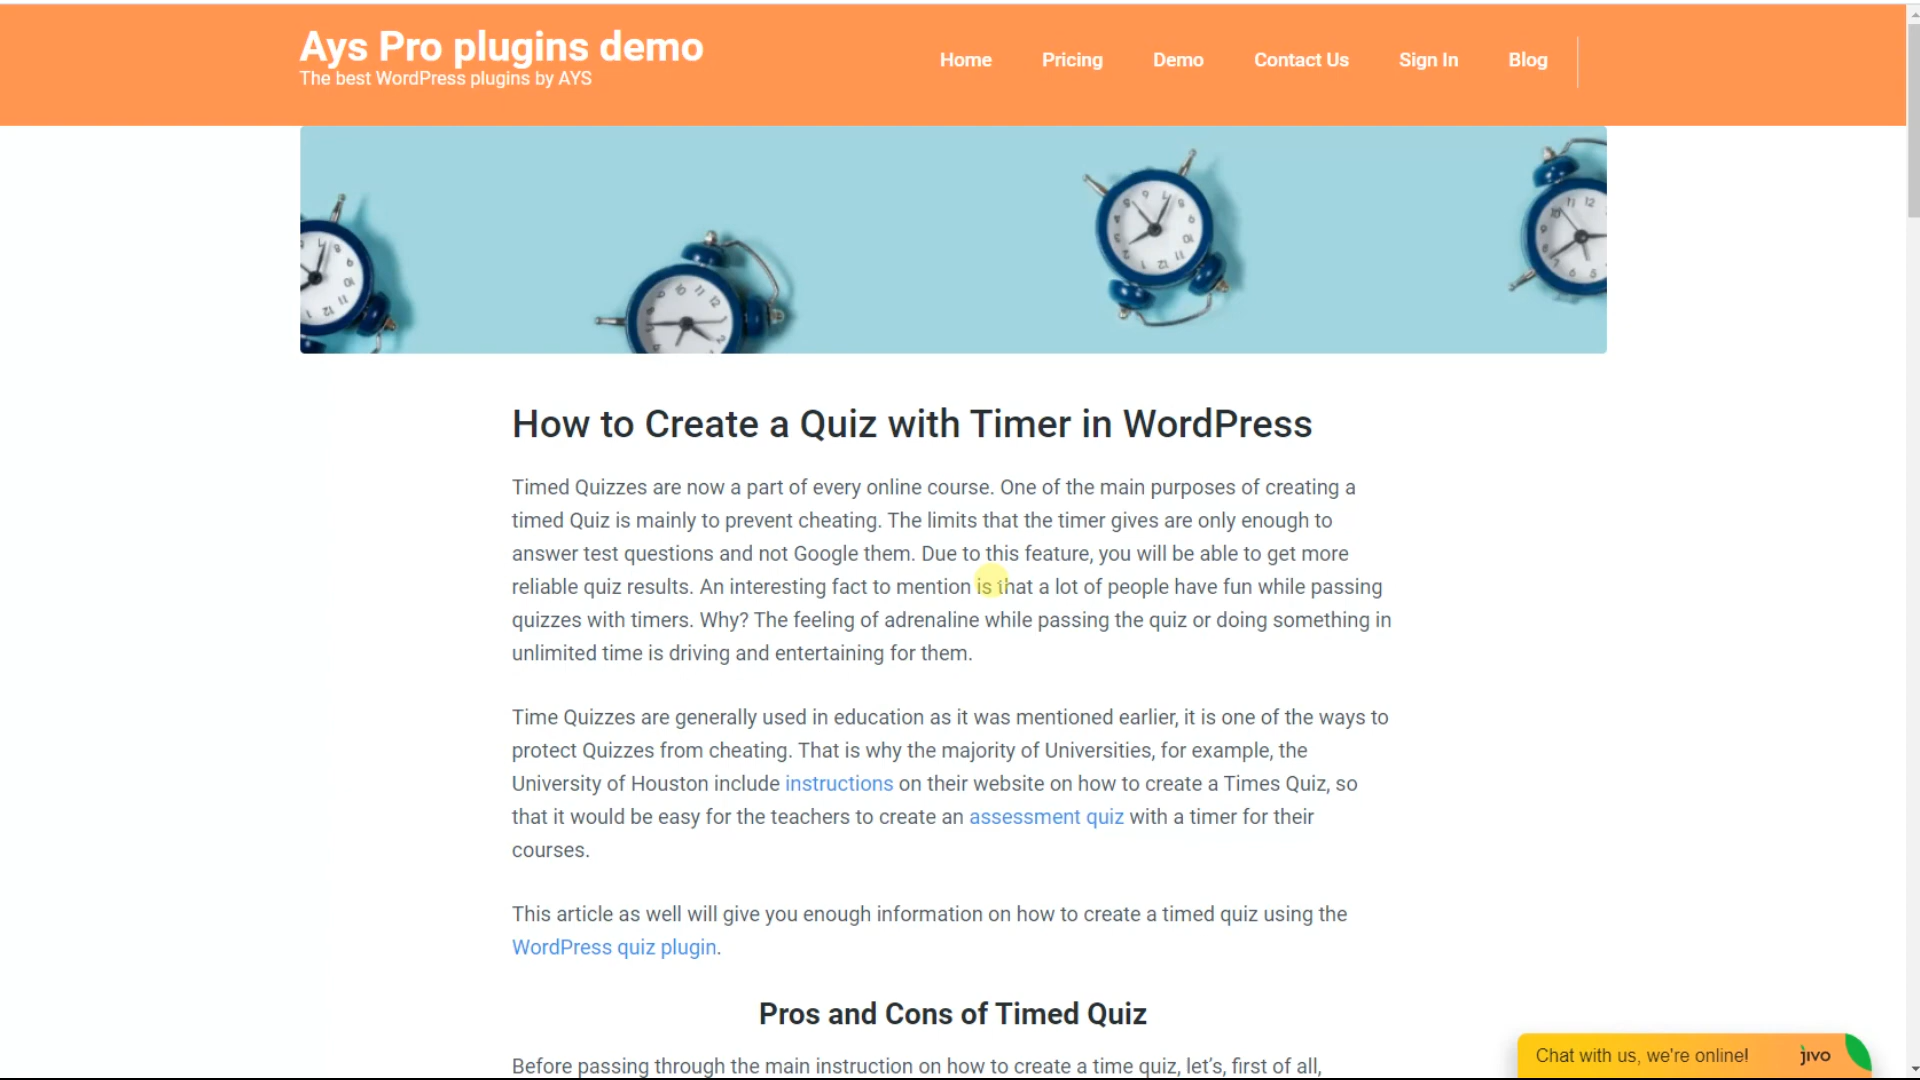 Ays Pro plugins demo
The best WordPress plugins by AYS
Home Pricing Demo Contact Us Sign In Blog
How to Create a Quiz with Timer in WordPress
Timed Quizzes are now a part of every online course. One of the main purposes of creating a
timed Quiz is mainly to prevent cheating. The limits that the timer gives are only enough to
answer test questions and not Google them. Due to this feature, you will be able to get more
reliable quiz results. An interesting fact to mention is that a lot of people have fun while passing
quizzes with timers. Why? The feeling of adrenaline while passing the quiz or doing something in
unlimited time is driving and entertaining for them.
Time Quizzes are generally used in education as it was mentioned earlier, it is one of the ways to
protect Quizzes from cheating. That is why the majority of Universities, for example, the
University of Houston include instructions on their website on how to create a Times Quiz, so
that it would be easy for the teachers to create an assessment quiz with a timer for their
courses.
This article as well will give you enough information on how to create a timed quiz using the
WordPress quiz plugin.
Pros and Cons of Timed Quiz
Before passing through the main instruction on how to create a time quiz, let's, first of all,
Chat with us, we're online! jivo